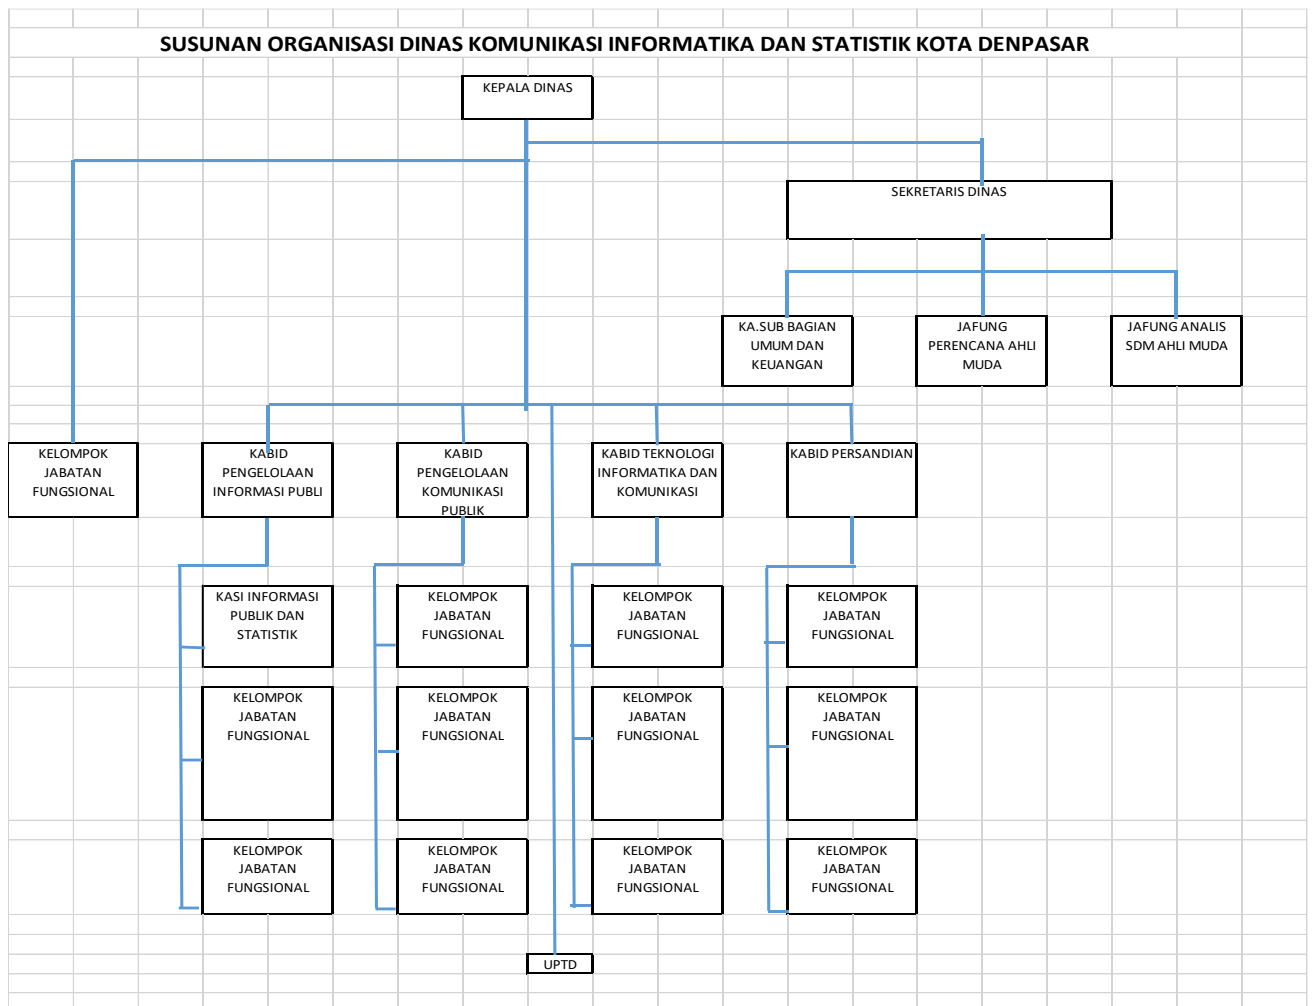 SUSUNAN ORGANISASI DINAS KOMUNIKASI INFORMATIKA DAN STATISTIK KOTA DENPASAR
KEPALA DINAS
SEKRETARIS DINAS
KA.SUB BAGIAN
UMUM DAN
KEUANGAN
JAFUNG
PERENCANA AHLI
MUDA
JAFUNG ANALIS
SDM AHLI MUDA
KELOMPOK
JABATAN
FUNGSIONAL
KABID
PENGELOLAAN
INFORMASI PUBLI
KABID
PENGELOLAAN
KOMUNIKASI
PUBLIK
KABID TEKNOLOGI
INFORMATIKA DAN
KOMUNIKASI
KABID PERSANDIAN
KASI INFORMASI
PUBLIK DAN
STATISTIK
KELOMPOK
JABATAN
FUNGSIONAL
KELOMPOK
JABATAN
FUNGSIONAL
KELOMPOK
JABATAN
FUNGSIONAL
KELOMPOK
JABATAN
FUNGSIONAL
KELOMPOK
JABATAN
FUNGSIONAL
KELOMPOK
JABATAN
FUNGSIONAL
KELOMPOK
JABATAN
FUNGSIONAL
KELOMPOK
JABATAN
FUNGSIONAL
KELOMPOK
JABATAN
FUNGSIONAL
KELOMPOK
JABATAN
FUNGSIONAL
KELOMPOK
JABATAN
FUNGSIONAL
UPTD